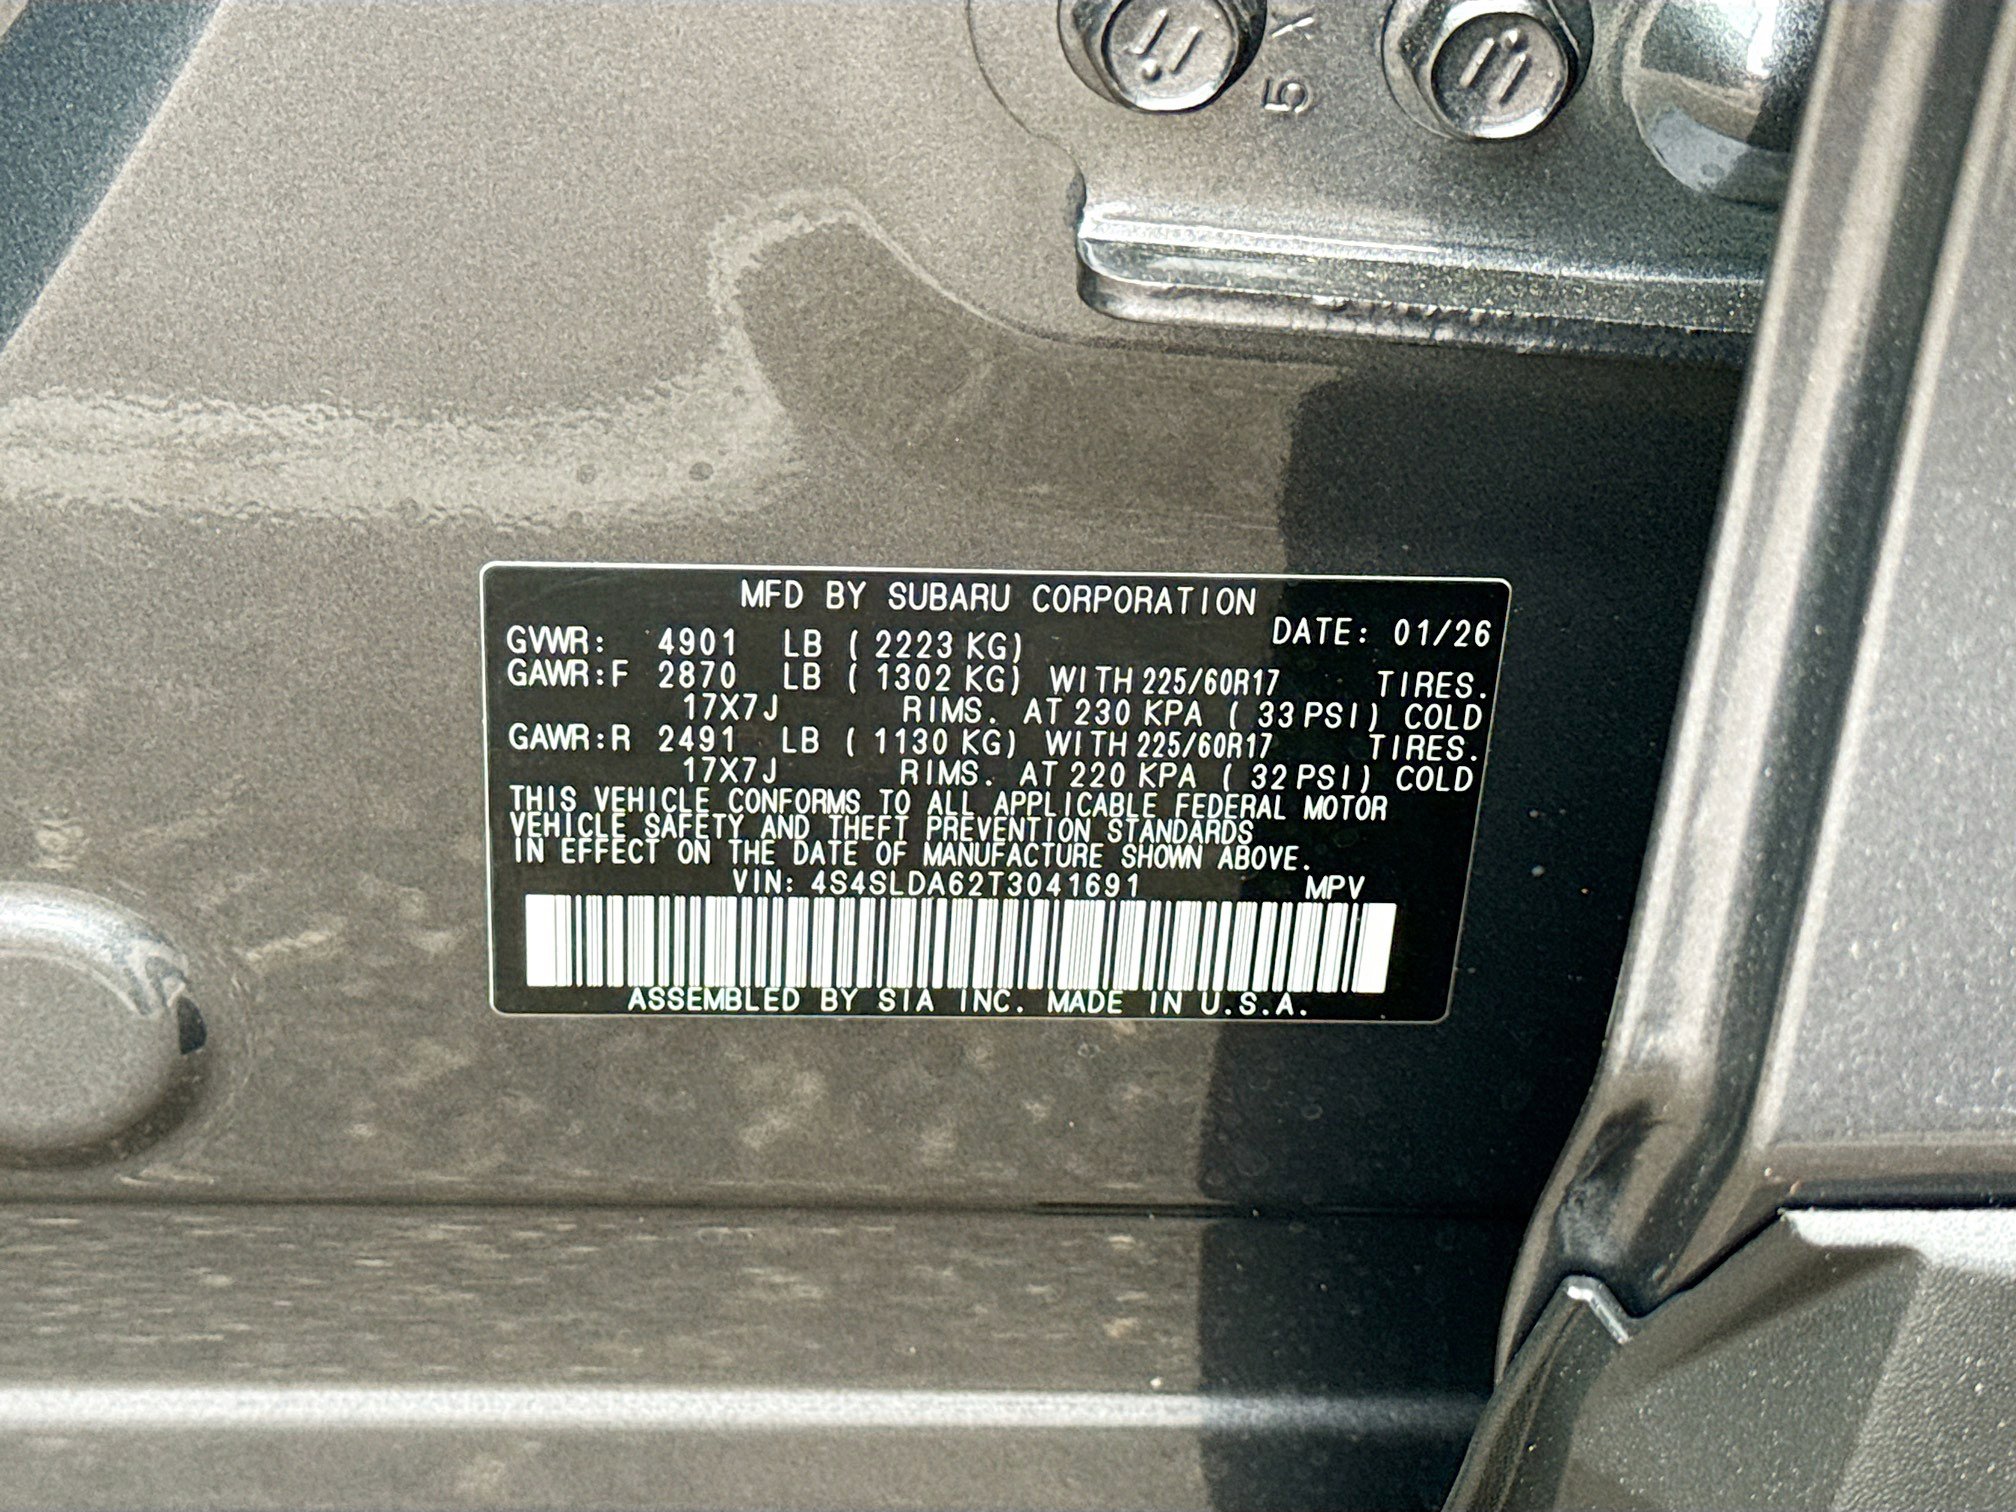 5 X
MFD BY SUBARU CORPORATION
DATE: 01/26
GVWR: 4901 LB ( 2223 KG)
GAWR:F 2870 LB ( 1302 KG) WITH 225/60R17 TIRES.
17X7J RIMS. AT 230 KPA ( 33 PSI) COLD
GAWR:R 2491 LB ( 1130 KG) WITH 225/60R17 TIRES.
17X7J RIMS. AT 220 KPA ( 32 PSI) COLD
THIS VEHICLE CONFORMS TO ALL APPLICABLE FEDERAL MOTOR
VEHICLE SAFETY AND THEFT PREVENTION STANDARDS
IN EFFECT ON THE DATE OF MANUFACTURE SHOWN ABOVE.
VIN: 4S4SLDA62T3041691 MPV
ASSEMBLED BY SIA INC. MADE IN U.S.A.